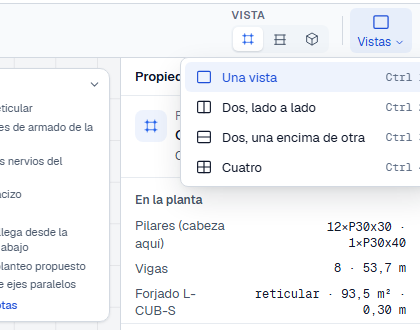 VISTA
Vistas
Una vista
Ctrl
Dos, lado a lado
Ctrl
Dos, una encima de otra
Ctrl
Cuatro
Ctrl
Propied
eticular
es de armado de la
s nervios del
acizo
llega desde la
abajo
planteo propuesto
e ejes paralelos
otas
En la planta
Pilares (cabeza aquí)
12×P30x30 ·
1×P30x40
Vigas
8 · 53,7 m
Forjado L-
CUB-S
reticular · 93,5 m² ·
0,30 m